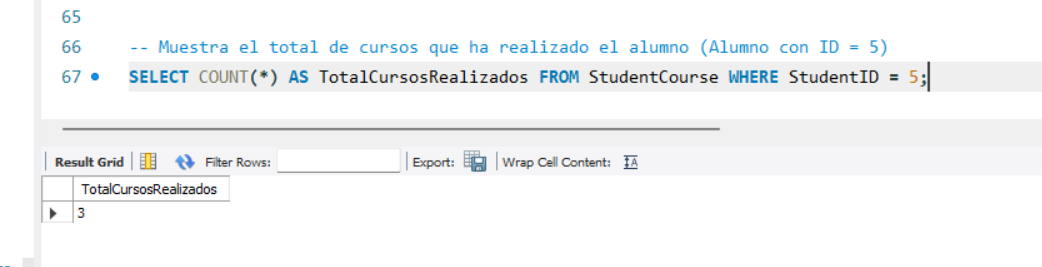 65
66 -- Muestra el total de cursos que ha realizado el alumno (Alumno con ID = 5)
67 SELECT COUNT(*) AS TotalCursosRealizados FROM StudentCourse WHERE StudentID = 5;
Result Grid Filter Rows: Export: Wrap Cell Content:
TotalCursosRealizados
3